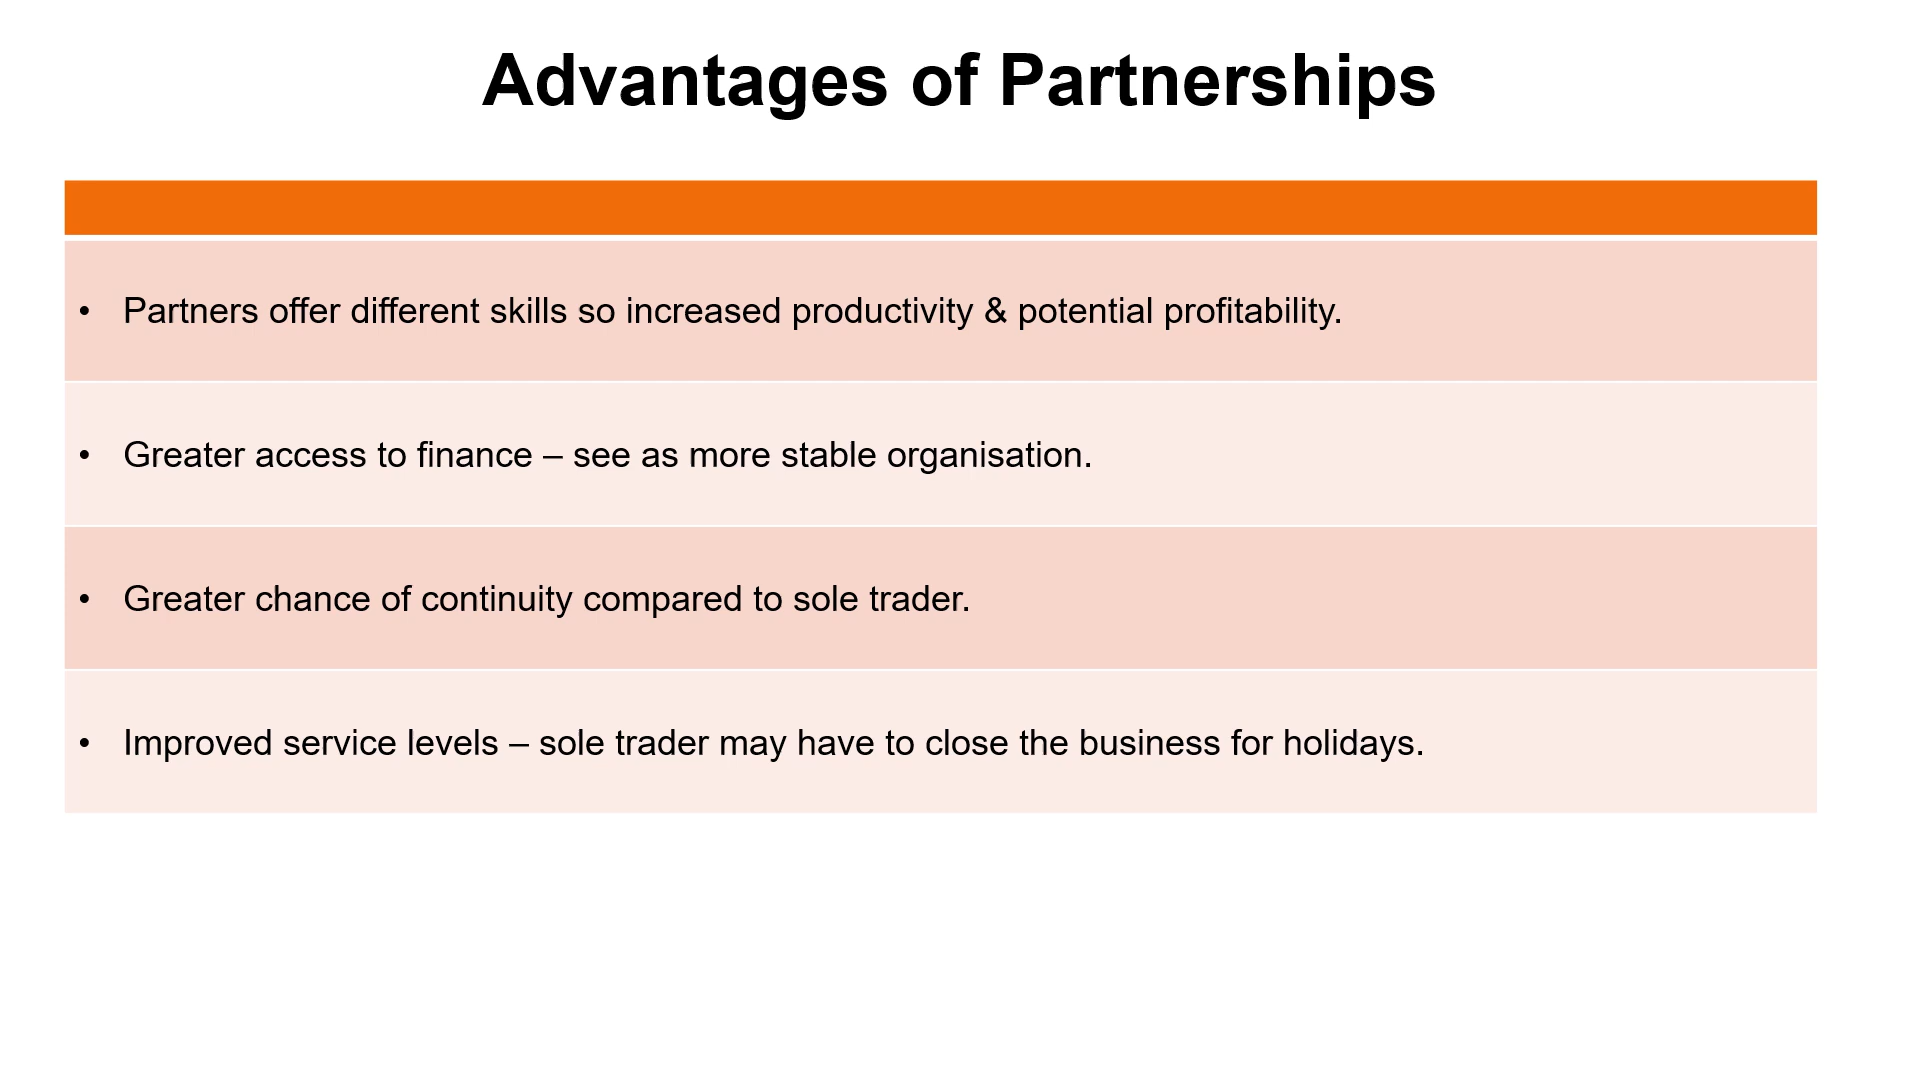 Advantages of Partnerships
• Partners offer different skills so increased productivity & potential profitability.
• Greater access to finance – see as more stable organisation.
• Greater chance of continuity compared to sole trader.
• Improved service levels – sole trader may have to close the business for holidays.